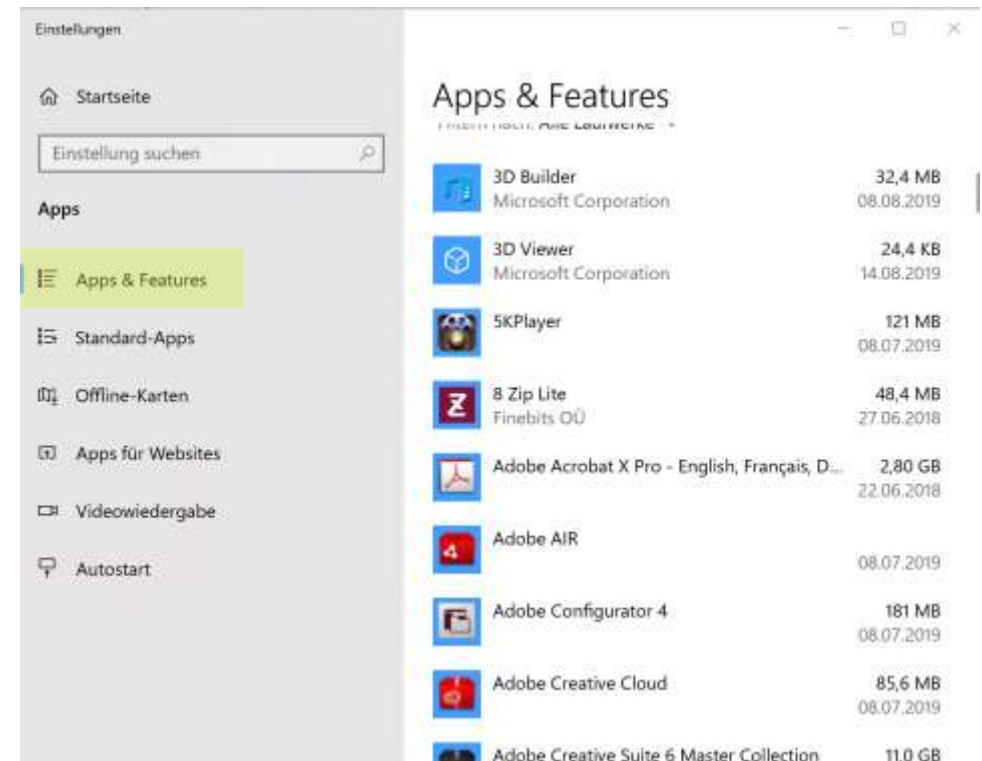 Einstellungen
Startseite
Einstellung suchen
Apps
Apps & Features
Standard-Apps
Offline-Karten
Apps für Websites
Videowiedergabe
Autostart
Apps & Features
Alle Laufwerke
3D Builder 32,4 MB
Microsoft Corporation 08.08.2019
3D Viewer 24,4 KB
Microsoft Corporation 14.08.2019
5KPlayer 121 MB
08.07.2019
8 Zip Lite 48,4 MB
Finebits OÜ 27.06.2018
Adobe Acrobat X Pro - English, Français, D... 2,80 GB
22.06.2018
Adobe AIR
08.07.2019
Adobe Configurator 4 181 MB
08.07.2019
Adobe Creative Cloud 85,6 MB
08.07.2019
Adobe Creative Suite 6 Master Collection 11,0 GB